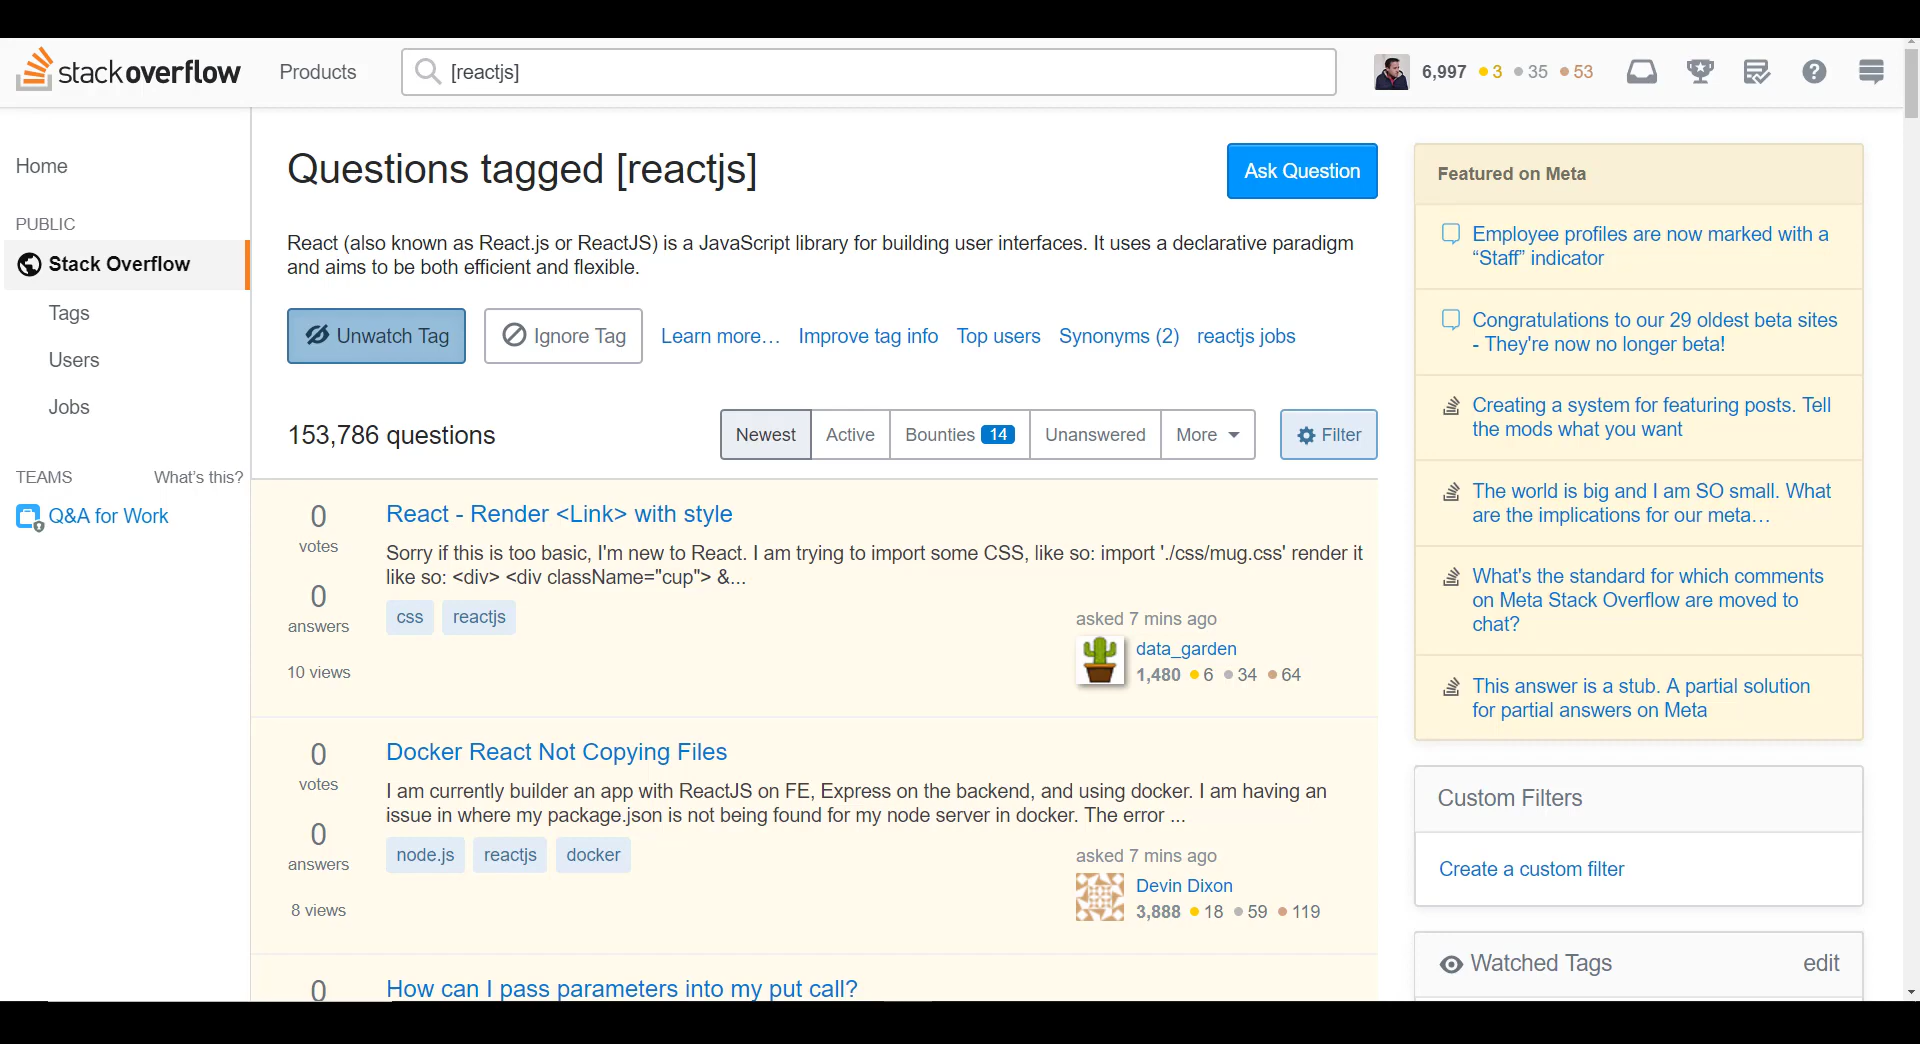 stackoverflow
Products
[reactjs]
6,997 3 35 53
Home
PUBLIC
Stack Overflow
Tags
Users
Jobs
TEAMS What's this?
Q&A for Work
Questions tagged [reactjs]
Ask Question
React (also known as React.js or ReactJS) is a JavaScript library for building user interfaces. It uses a declarative paradigm
and aims to be both efficient and flexible.
Unwatch Tag
Ignore Tag
Learn more…
Improve tag info
Top users
Synonyms (2)
reactjs jobs
153,786 questions
Newest
Active
Bounties 14
Unanswered
More
Filter
0
votes
0
answers
10 views
React - Render <Link> with style
Sorry if this is too basic, I'm new to React. I am trying to import some CSS, like so: import './css/mug.css' render it
like so: <div> <div className="cup"> &...
css
reactjs
asked 7 mins ago
data_garden
1,480 6 34 64
0
votes
0
answers
8 views
Docker React Not Copying Files
I am currently builder an app with ReactJS on FE, Express on the backend, and using docker. I am having an
issue in where my package.json is not being found for my node server in docker. The error ...
node.js
reactjs
docker
asked 7 mins ago
Devin Dixon
3,888 18 59 119
0
How can I pass parameters into my put call?
Featured on Meta
Employee profiles are now marked with a
“Staff” indicator
Congratulations to our 29 oldest beta sites
- They're now no longer beta!
Creating a system for featuring posts. Tell
the mods what you want
The world is big and I am SO small. What
are the implications for our meta…
What's the standard for which comments
on Meta Stack Overflow are moved to
chat?
This answer is a stub. A partial solution
for partial answers on Meta
Custom Filters
Create a custom filter
Watched Tags
edit